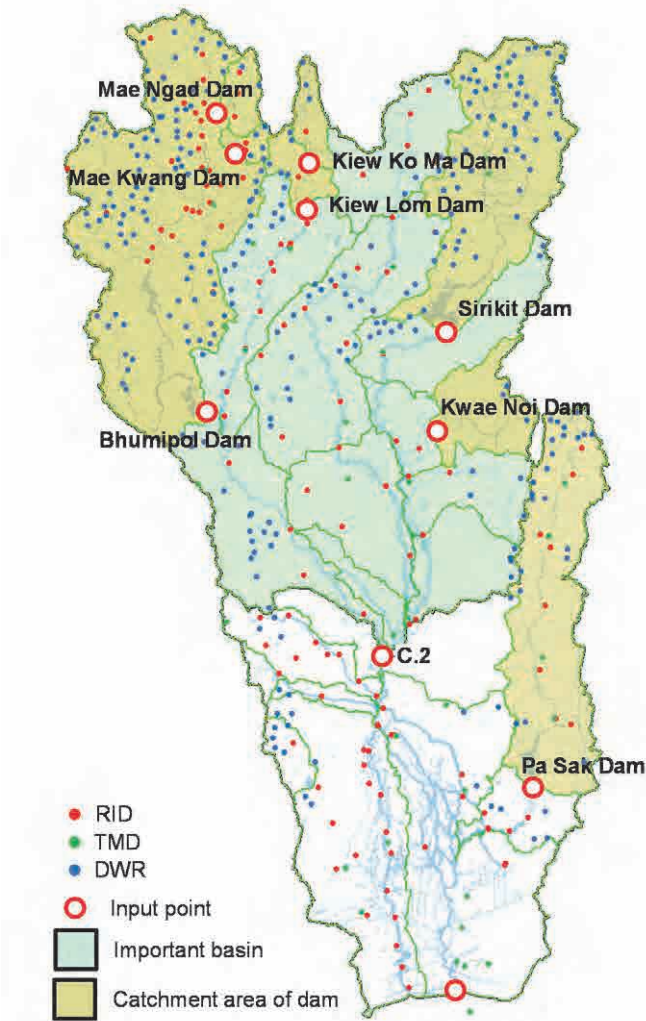 Mae Ngad Dam
Mae Kwang Dam
Kiew Ko Ma Dam
Kiew Lom Dam
Sirikit Dam
Kwae Noi Dam
Bhumipol Dam
C.2
Pa Sak Dam
RID
TMD
DWR
Input point
Important basin
Catchment area of dam